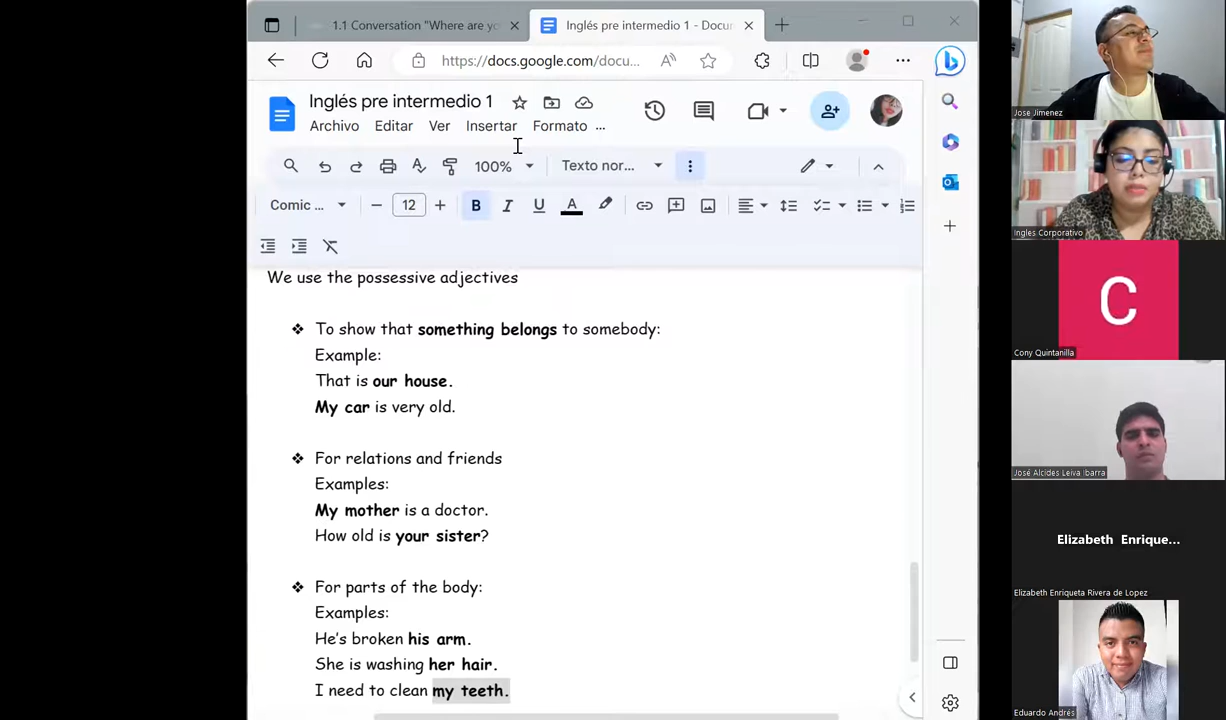 1.1 Conversation "Where are yo
Inglés pre intermedio 1 - Docun
https://docs.google.com/docu...
Inglés pre intermedio 1
Archivo Editar Ver Insertar Formato ...
100% Texto nor...
Comic ... 12 B I U A
We use the possessive adjectives
❖ To show that something belongs to somebody:
Example:
That is our house.
My car is very old.
❖ For relations and friends
Examples:
My mother is a doctor.
How old is your sister?
❖ For parts of the body:
Examples:
He's broken his arm.
She is washing her hair.
I need to clean my teeth.
Jose Jimenez
Ingles Corporativo
C
Cony Quintanilla
José Alcides Leiva Ibarra
Elizabeth Enrique...
Elizabeth Enriqueta Rivera de Lopez
Eduardo Andrés